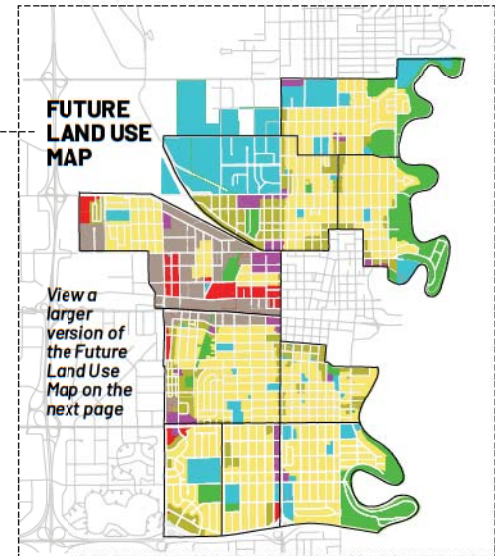 FUTURE
LAND USE
MAP
View a
larger
version of
the Future
Land Use
Map on the
next page